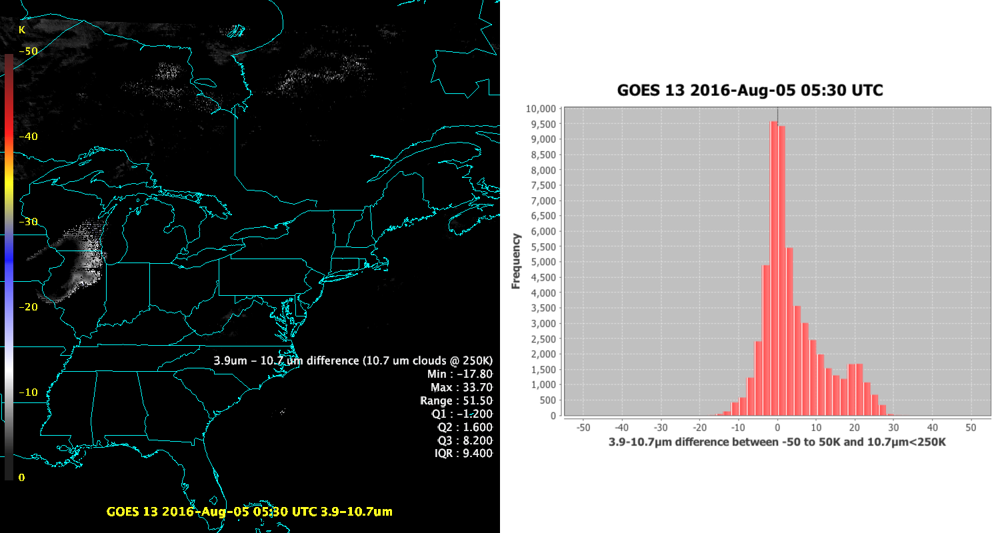 K
-50
-40
-30
-20
-10
0
3.9um - 10.7 um difference (10.7 um clouds @ 250K)
Min : -17.80
Max : 33.70
Range : 51.50
Q1 : -1.200
Q2 : 1.600
Q3 : 8.200
IQR : 9.400
GOES 13 2016-Aug-05 05:30 UTC 3.9-10.7um
GOES 13 2016-Aug-05 05:30 UTC
10,000
9,500
9,000
8,500
8,000
7,500
7,000
6,500
6,000
5,500
5,000
4,500
4,000
3,500
3,000
2,500
2,000
1,500
1,000
500
0
Frequency
-50 -40 -30 -20 -10 0 10 20 30 40 50
3.9-10.7μm difference between -50 to 50K and 10.7μm<250K